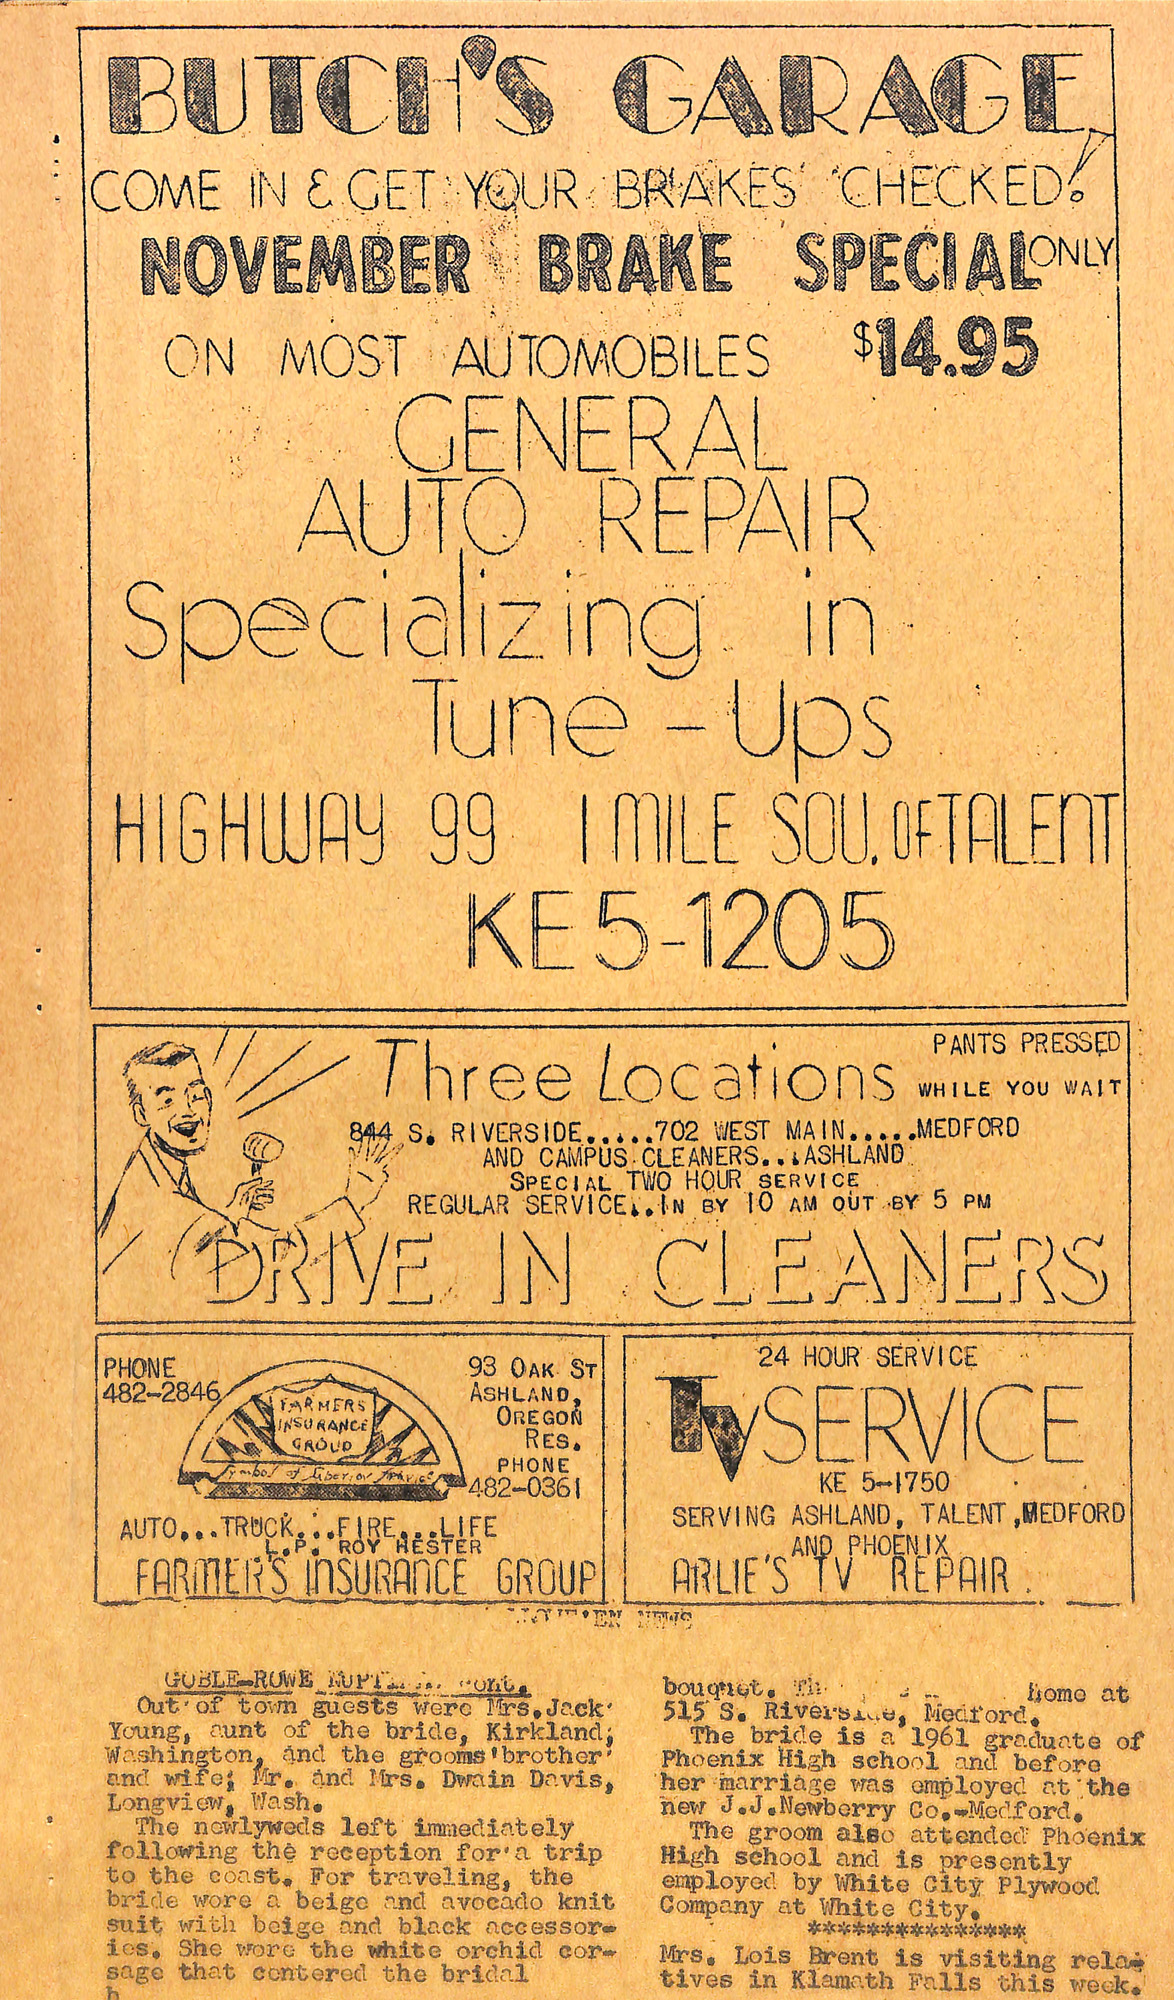 BUTCH'S GARAGE
COME IN & GET YOUR BRAKES CHECKED!
NOVEMBER BRAKE SPECIAL ONLY
ON MOST AUTOMOBILES $14.95
GENERAL
AUTO REPAIR
Specializing in
Tune-Ups
HIGHWAY 99 1 MILE SOU. OF TALENT
KE 5-1205
Three Locations
PANTS PRESSED
WHILE YOU WAIT
844 S. RIVERSIDE.....702 WEST MAIN.....MEDFORD
AND CAMPUS CLEANERS...ASHLAND
SPECIAL TWO HOUR SERVICE
REGULAR SERVICE..IN BY 10 AM OUT BY 5 PM
DRIVE IN CLEANERS
PHONE
482-2846
FARMERS
INSURANCE
GROUP
Symbol of Superior Service
93 OAK ST
ASHLAND,
OREGON
RES.
PHONE
482-0361
AUTO...TRUCK...FIRE...LIFE
L.P. ROY HESTER
FARMER'S INSURANCE GROUP
24 HOUR SERVICE
TV SERVICE
KE 5-1750
SERVING ASHLAND, TALENT, MEDFORD
AND PHOENIX
ARLIE'S TV REPAIR
NEWS
GOBLE-ROWE cont.
Out of town guests were Mrs.Jack
Young, aunt of the bride, Kirkland,
Washington, and the grooms'brother
and wife; Mr. and Mrs. Dwain Davis,
Longview, Wash.
The newlyweds left immediately
following the reception for a trip
to the coast. For traveling, the
bride wore a beige and avocado knit
suit with beige and black accessor-
ies. She wore the white orchid cor-
sage that centered the bridal
bouquet. home at
515 S. Riverside, Medford.
The bride is a 1961 graduate of
Phoenix High school and before
her marriage was employed at the
new J.J.Newberry Co.-Medford.
The groom also attended Phoenix
High school and is presently
employed by White City Plywood
Company at White City.
***************
Mrs. Lois Brent is visiting rela-
tives in Klamath Falls this week.